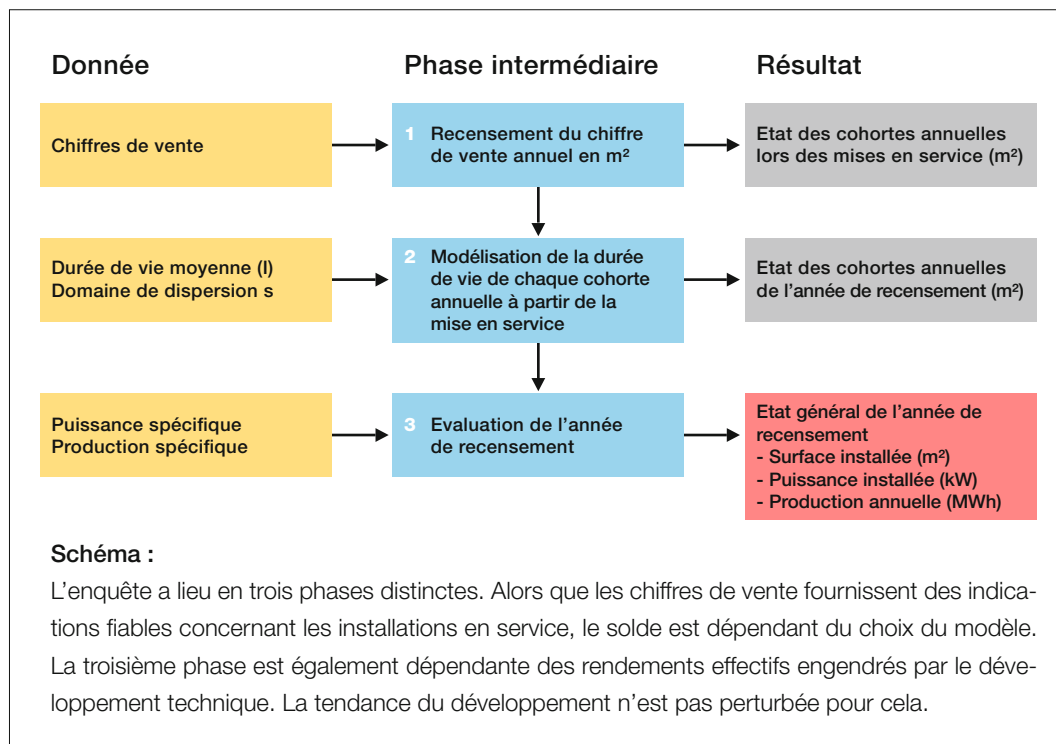 Donnée
Phase intermédiaire
Résultat
Chiffres de vente
1 Recensement du chiffre
de vente annuel en m²
Etat des cohortes annuelles
lors des mises en service (m²)
Durée de vie moyenne (l)
Domaine de dispersion s
2 Modélisation de la durée
de vie de chaque cohorte
annuelle à partir de la
mise en service
Etat des cohortes annuelles
de l’année de recensement (m²)
Puissance spécifique
Production spécifique
3 Evaluation de l’année
de recensement
Etat général de l’année de
recensement
- Surface installée (m²)
- Puissance installée (kW)
- Production annuelle (MWh)
Schéma :
L’enquête a lieu en trois phases distinctes. Alors que les chiffres de vente fournissent des indica-
tions fiables concernant les installations en service, le solde est dépendant du choix du modèle.
La troisième phase est également dépendante des rendements effectifs engendrés par le déve-
loppement technique. La tendance du développement n’est pas perturbée pour cela.